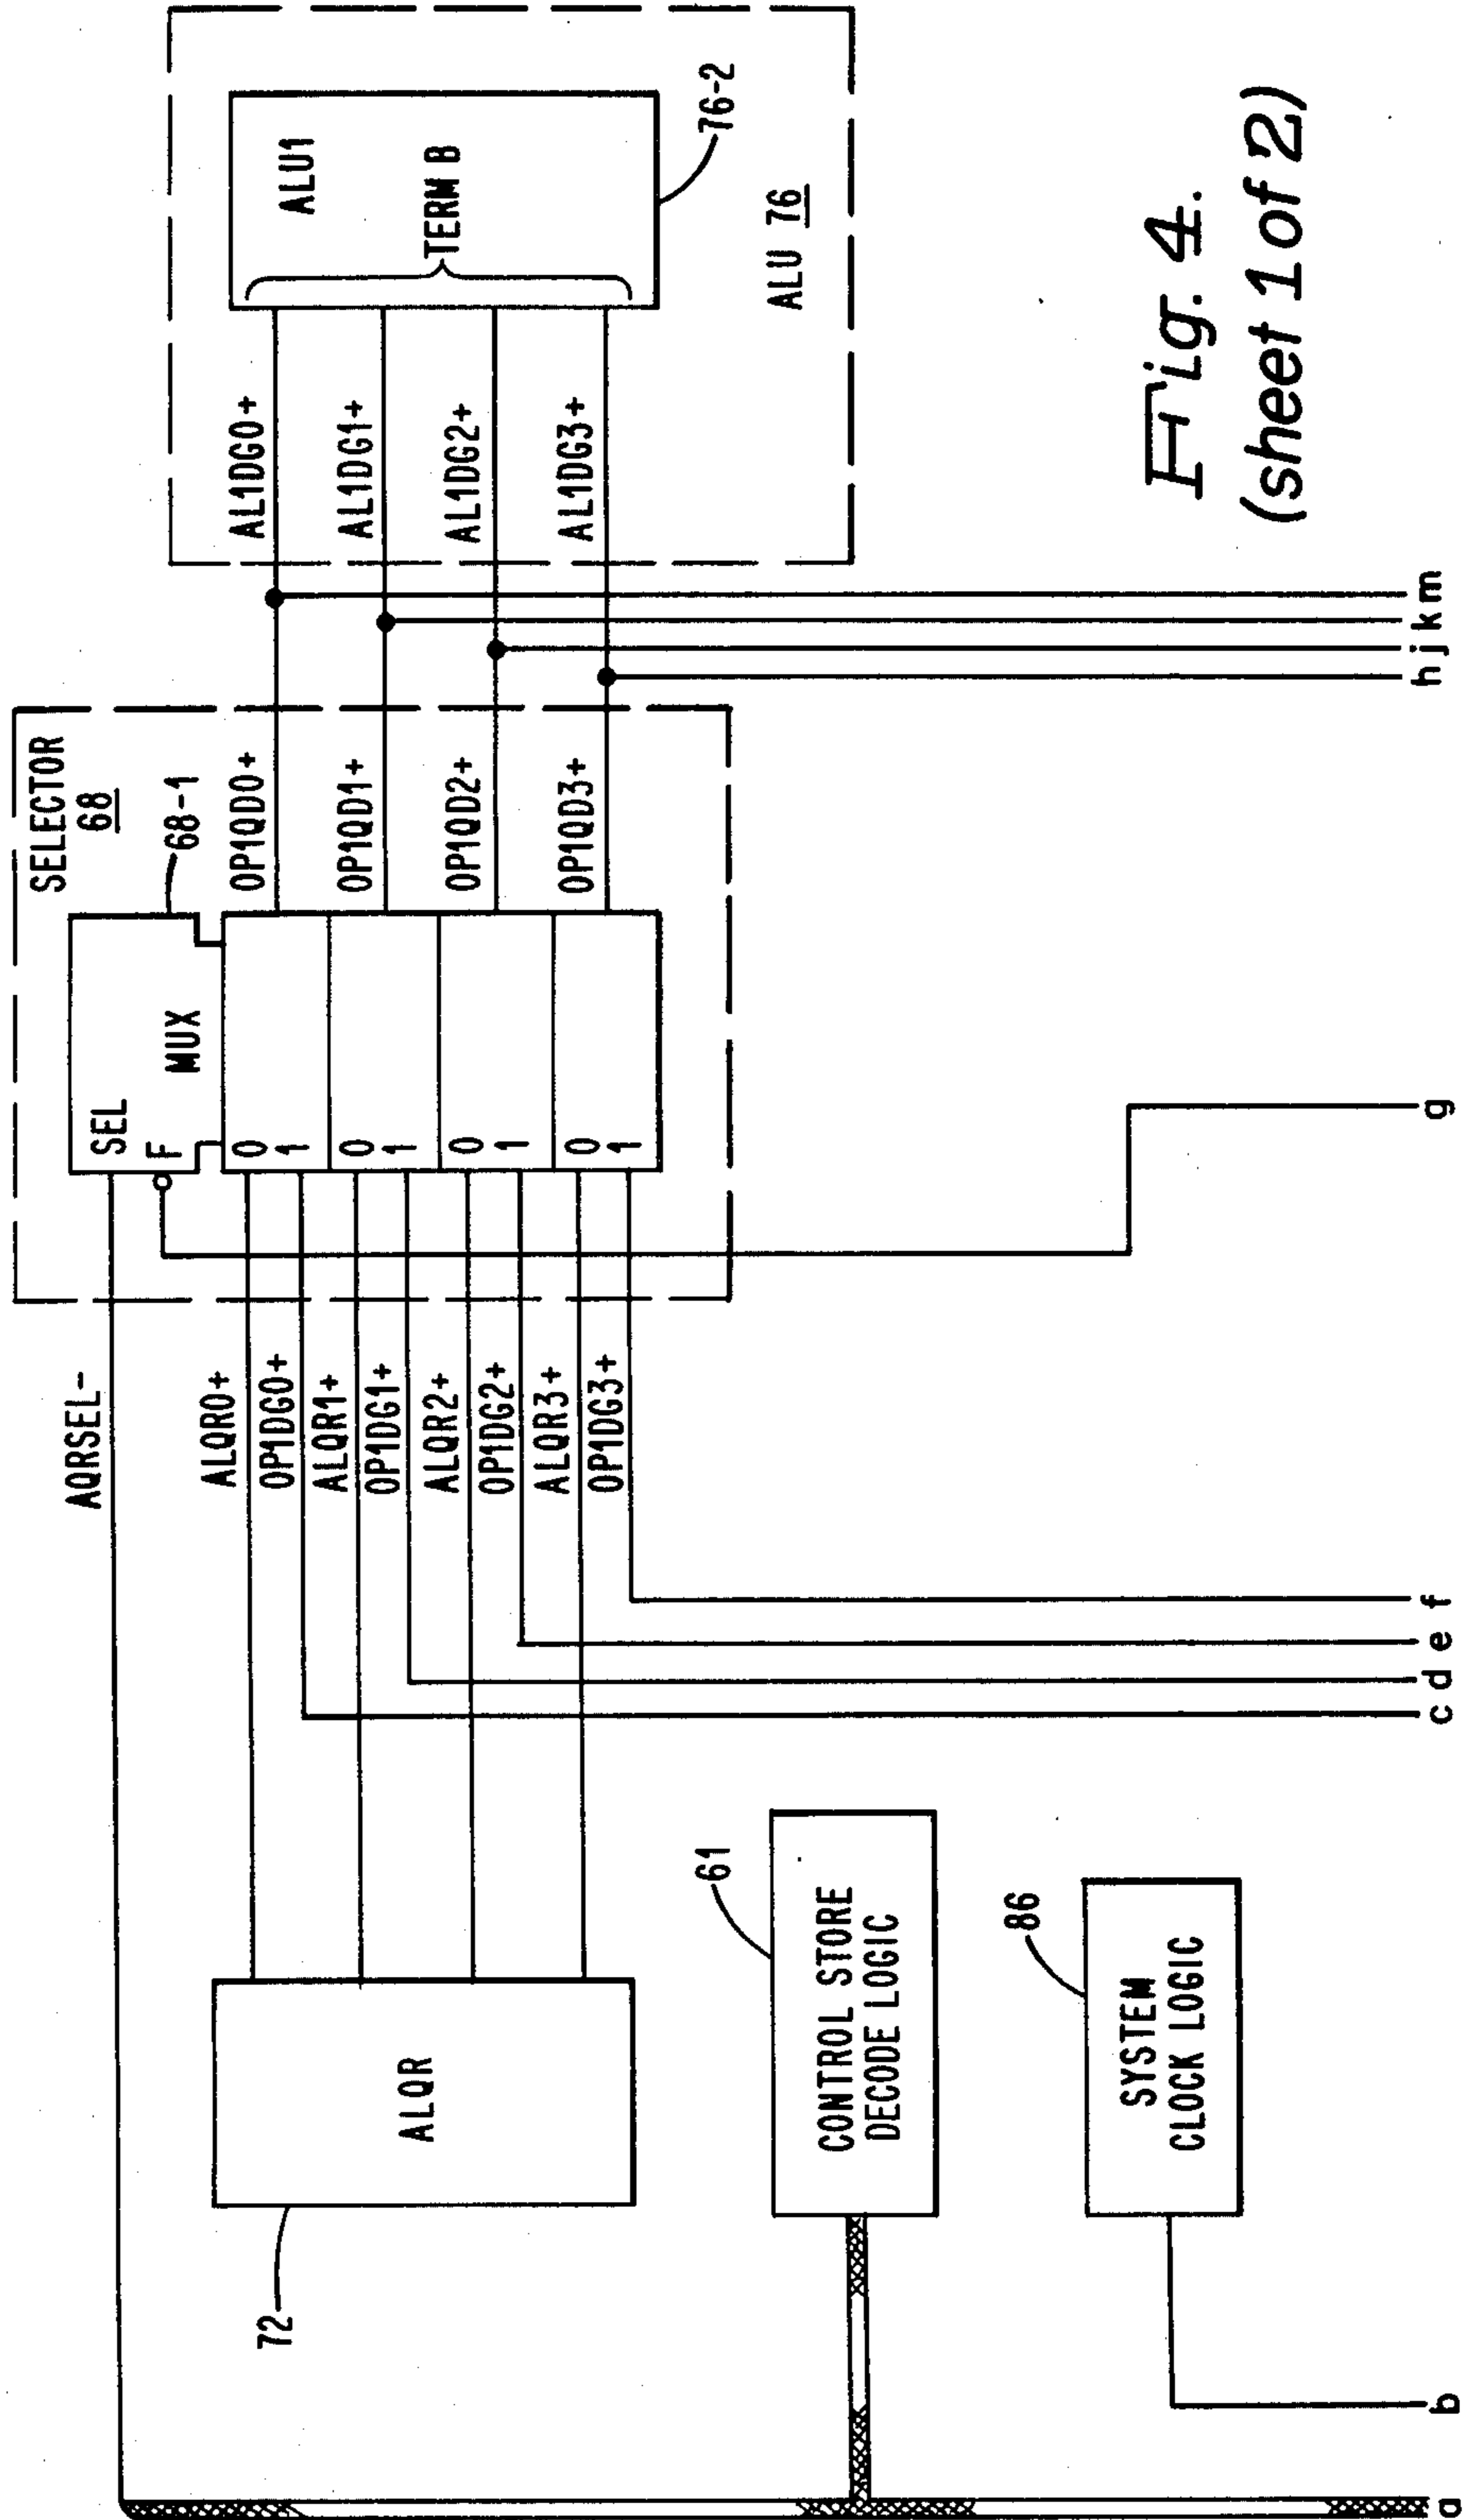 SELECTOR
68
68-1
SEL
F
MUX
0
1
0
1
0
1
0
1
AQRSEL-
ALQR0+
OP1DG0+
ALQR1+
OP1DG1+
ALQR2+
OP1DG2+
ALQR3+
OP1DG3+
OP1QD0+
OP1QD1+
OP1QD2+
OP1QD3+
AL1DG0+
AL1DG1+
AL1DG2+
AL1DG3+
ALU1
TERM B
76-2
ALU 76
ALQR
72
CONTROL STORE
DECODE LOGIC
61
SYSTEM
CLOCK LOGIC
86
a
b
c
d
e
f
g
h
j
k
m
Fig. 4.
(sheet 1 of 2)